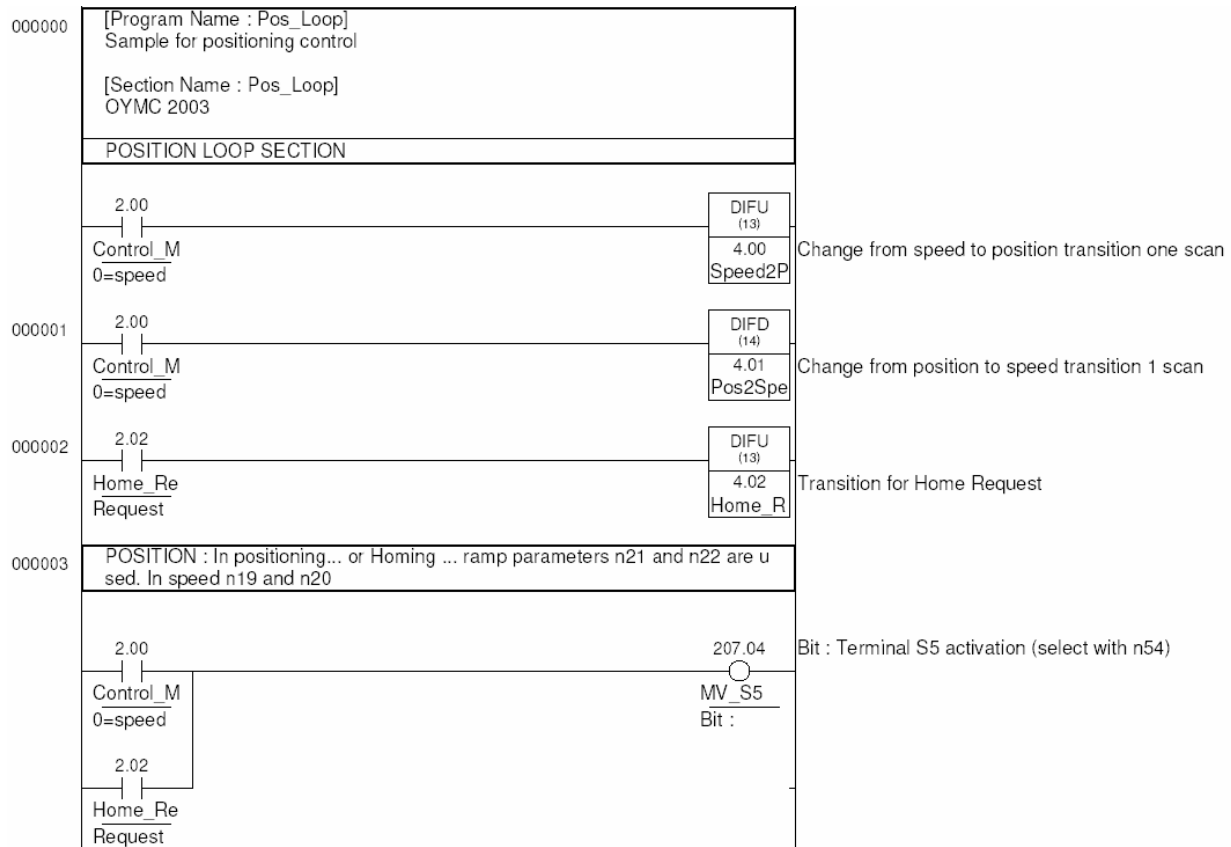 000000
[Program Name : Pos_Loop]
Sample for positioning control
[Section Name : Pos_Loop]
OYMC 2003
POSITION LOOP SECTION
2.00
Control_M
0=speed
DIFU
(13)
4.00
Speed2P
Change from speed to position transition one scan
000001
2.00
Control_M
0=speed
DIFD
(14)
4.01
Pos2Spe
Change from position to speed transition 1 scan
000002
2.02
Home_Re
Request
DIFU
(13)
4.02
Home_R
Transition for Home Request
000003
POSITION : In positioning... or Homing ... ramp parameters n21 and n22 are u
sed. In speed n19 and n20
2.00
Control_M
0=speed
207.04
MV_S5
Bit :
Bit : Terminal S5 activation (select with n54)
2.02
Home_Re
Request